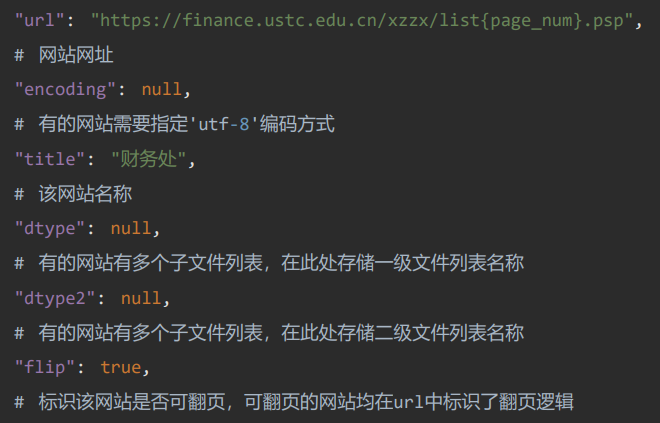 "url": "https://finance.ustc.edu.cn/xzzx/list{page_num}.psp",
# 网站网址
"encoding": null,
# 有的网站需要指定'utf-8'编码方式
"title": "财务处",
# 该网站名称
"dtype": null,
# 有的网站有多个子文件列表，在此处存储一级文件列表名称
"dtype2": null,
# 有的网站有多个子文件列表，在此处存储二级文件列表名称
"flip": true,
# 标识该网站是否可翻页，可翻页的网站均在url中标识了翻页逻辑